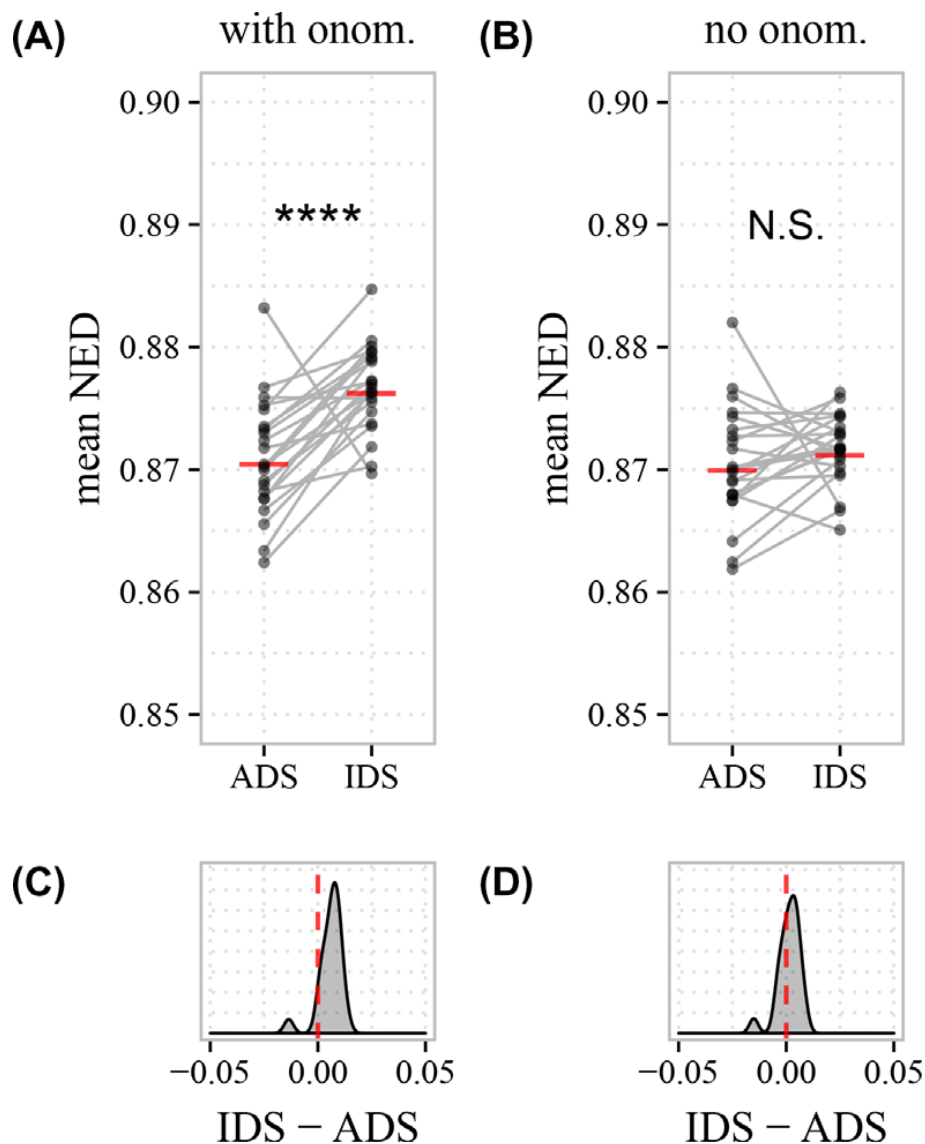 (A) with onom.
mean NED
0.90
0.89
0.88
0.87
0.86
0.85
****
ADS IDS
(B) no onom.
mean NED
0.90
0.89
0.88
0.87
0.86
0.85
N.S.
ADS IDS
(C)
−0.05 0.00 0.05
IDS − ADS
(D)
−0.05 0.00 0.05
IDS − ADS